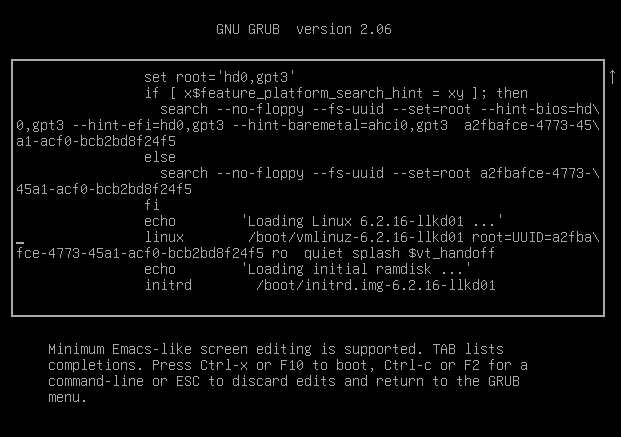 GNU GRUB  version 2.06
set root='hd0,gpt3'
if [ x$feature_platform_search_hint = xy ]; then
search --no-floppy --fs-uuid --set=root --hint-bios=hd\
0,gpt3 --hint-efi=hd0,gpt3 --hint-baremetal=ahci0,gpt3  a2fbafce-4773-45\
a1-acf0-bcb2bd8f24f5
else
search --no-floppy --fs-uuid --set=root a2fbafce-4773-\
45a1-acf0-bcb2bd8f24f5
fi
echo 'Loading Linux 6.2.16-llkd01 ...'
linux /boot/vmlinuz-6.2.16-llkd01 root=UUID=a2fba\
fce-4773-45a1-acf0-bcb2bd8f24f5 ro  quiet splash $vt_handoff
echo 'Loading initial ramdisk ...'
initrd /boot/initrd.img-6.2.16-llkd01
Minimum Emacs-like screen editing is supported. TAB lists
completions. Press Ctrl-x or F10 to boot, Ctrl-c or F2 for a
command-line or ESC to discard edits and return to the GRUB
menu.